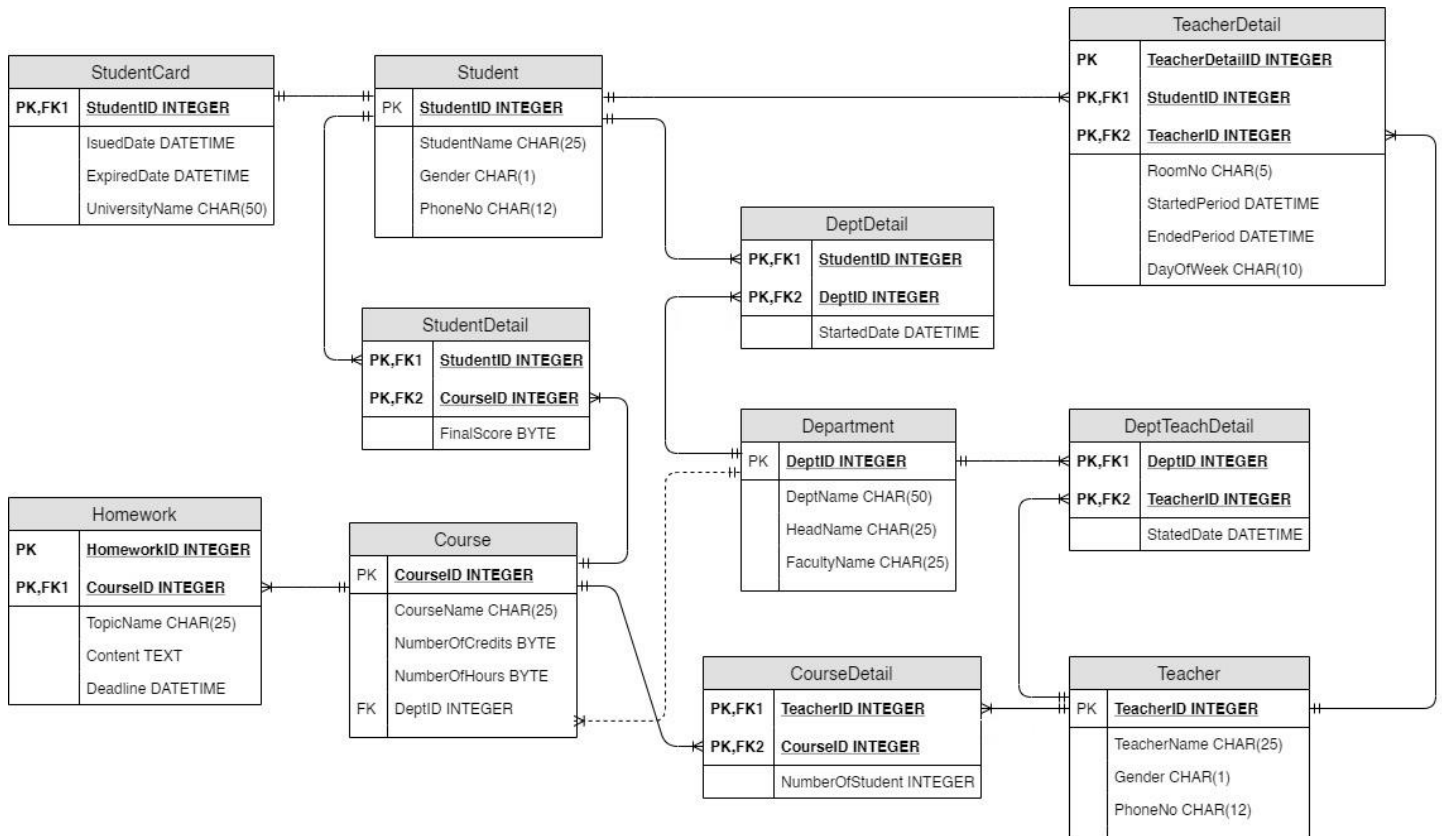 StudentCard
PK,FK1 StudentID INTEGER
IsuedDate DATETIME
ExpiredDate DATETIME
UniversityName CHAR(50)
Student
PK StudentID INTEGER
StudentName CHAR(25)
Gender CHAR(1)
PhoneNo CHAR(12)
TeacherDetail
PK TeacherDetailID INTEGER
PK,FK1 StudentID INTEGER
PK,FK2 TeacherID INTEGER
RoomNo CHAR(5)
StartedPeriod DATETIME
EndedPeriod DATETIME
DayOfWeek CHAR(10)
DeptDetail
PK,FK1 StudentID INTEGER
PK,FK2 DeptID INTEGER
StartedDate DATETIME
StudentDetail
PK,FK1 StudentID INTEGER
PK,FK2 CourseID INTEGER
FinalScore BYTE
Department
PK DeptID INTEGER
DeptName CHAR(50)
HeadName CHAR(25)
FacultyName CHAR(25)
DeptTeachDetail
PK,FK1 DeptID INTEGER
PK,FK2 TeacherID INTEGER
StatedDate DATETIME
Homework
PK HomeworkID INTEGER
PK,FK1 CourseID INTEGER
TopicName CHAR(25)
Content TEXT
Deadline DATETIME
Course
PK CourseID INTEGER
CourseName CHAR(25)
NumberOfCredits BYTE
NumberOfHours BYTE
FK DeptID INTEGER
CourseDetail
PK,FK1 TeacherID INTEGER
PK,FK2 CourseID INTEGER
NumberOfStudent INTEGER
Teacher
PK TeacherID INTEGER
TeacherName CHAR(25)
Gender CHAR(1)
PhoneNo CHAR(12)